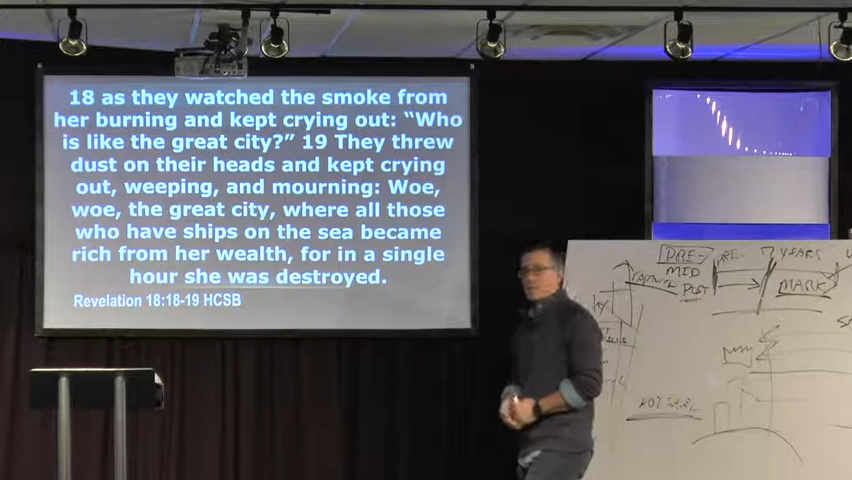 18 as they watched the smoke from
her burning and kept crying out: “Who
is like the great city?” 19 They threw
dust on their heads and kept crying
out, weeping, and mourning: Woe,
woe, the great city, where all those
who have ships on the sea became
rich from her wealth, for in a single
hour she was destroyed.
Revelation 18:18-19 HCSB
PRE-
MID
POST
RAPTURE
PRE-
7 YEARS
MARK